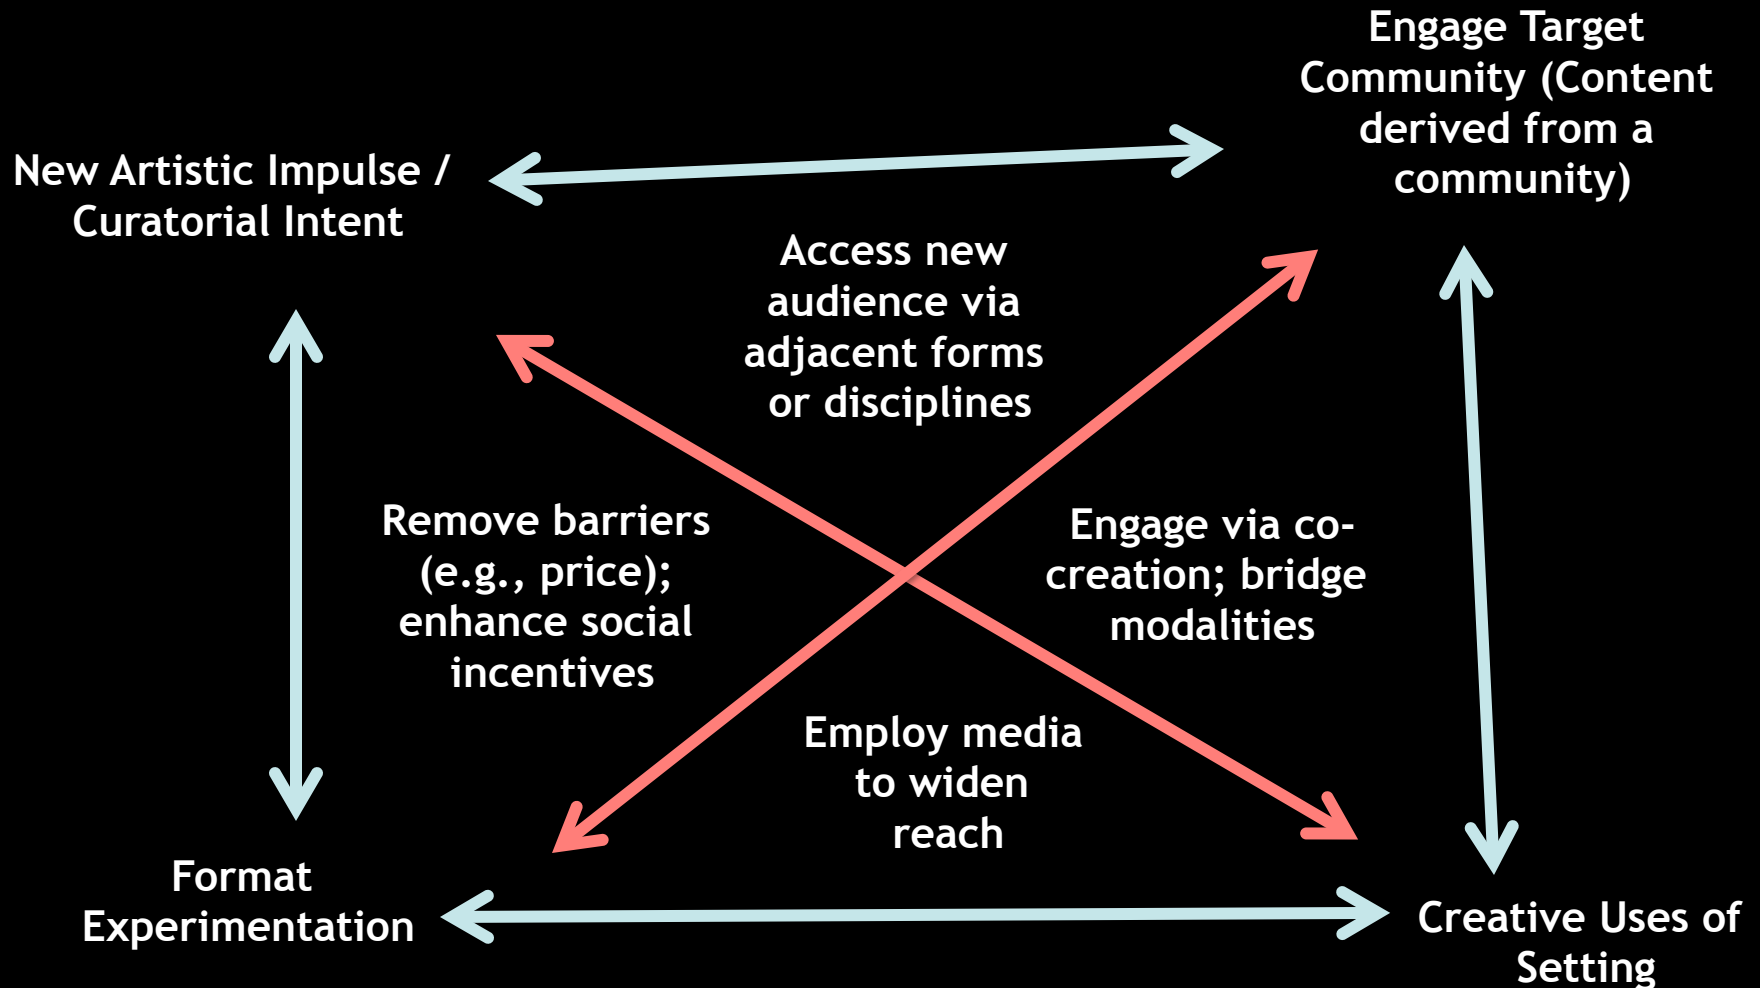 Engage Target
Community (Content
derived from a
community)
New Artistic Impulse /
Curatorial Intent
Access new
audience via
adjacent forms
or disciplines
Remove barriers
(e.g., price);
enhance social
incentives
Engage via co-
creation; bridge
modalities
Employ media
to widen
reach
Format
Experimentation
Creative Uses of
Setting